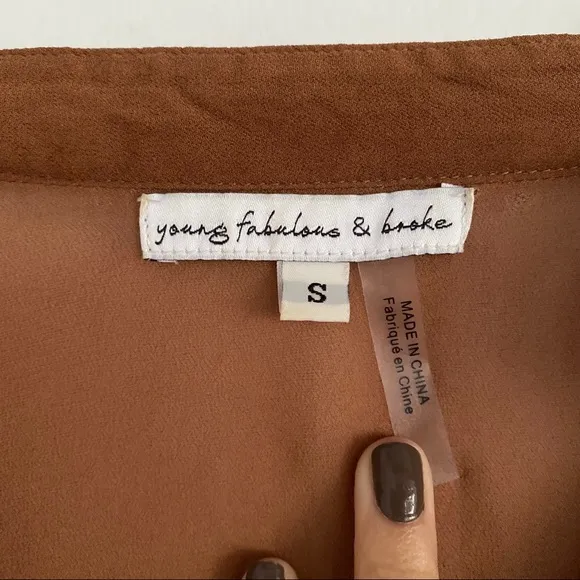 young fabulous & broke
S
MADE IN CHINA
Fabriqué en Chine